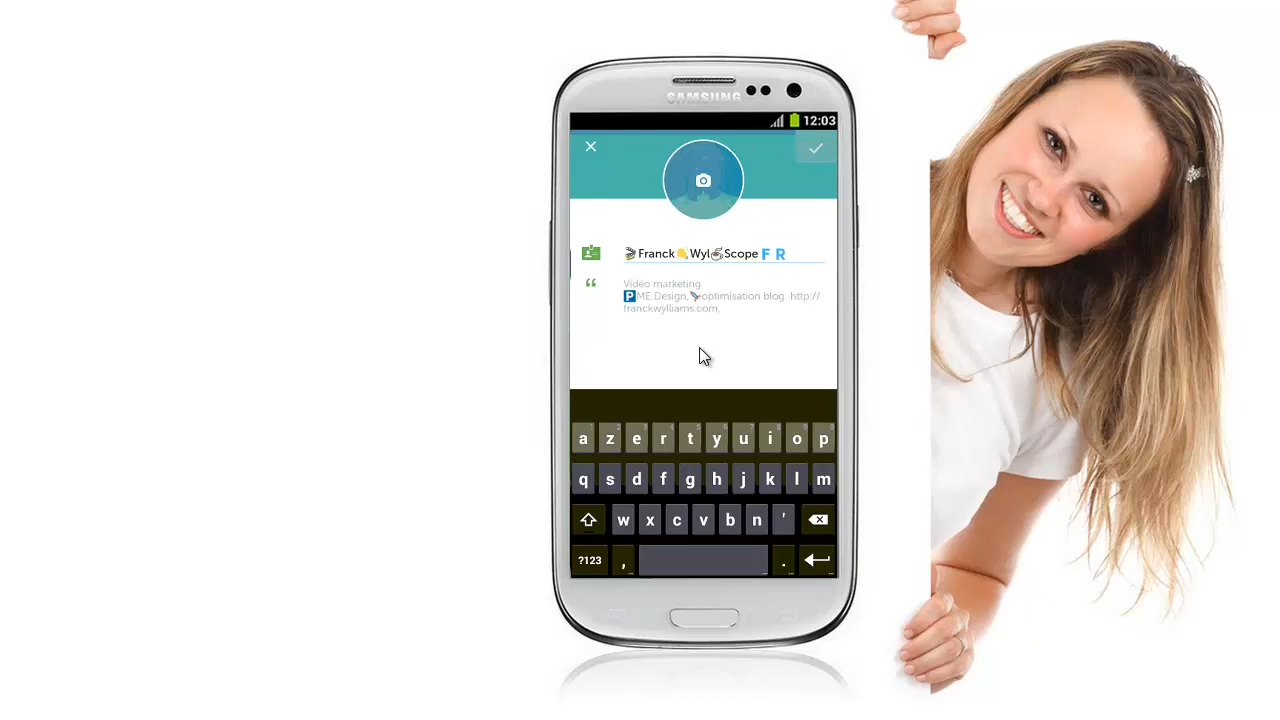 SAMSUNG
12:03
🎬Franck🔍Wyl☕Scope F R
Vidéo marketing
🅿ME,Design,🚀optimisation blog http://
franckwylliams.com,
a z e r t y u i o p
q s d f g h j k l m
w x c v b n '
?123 , .